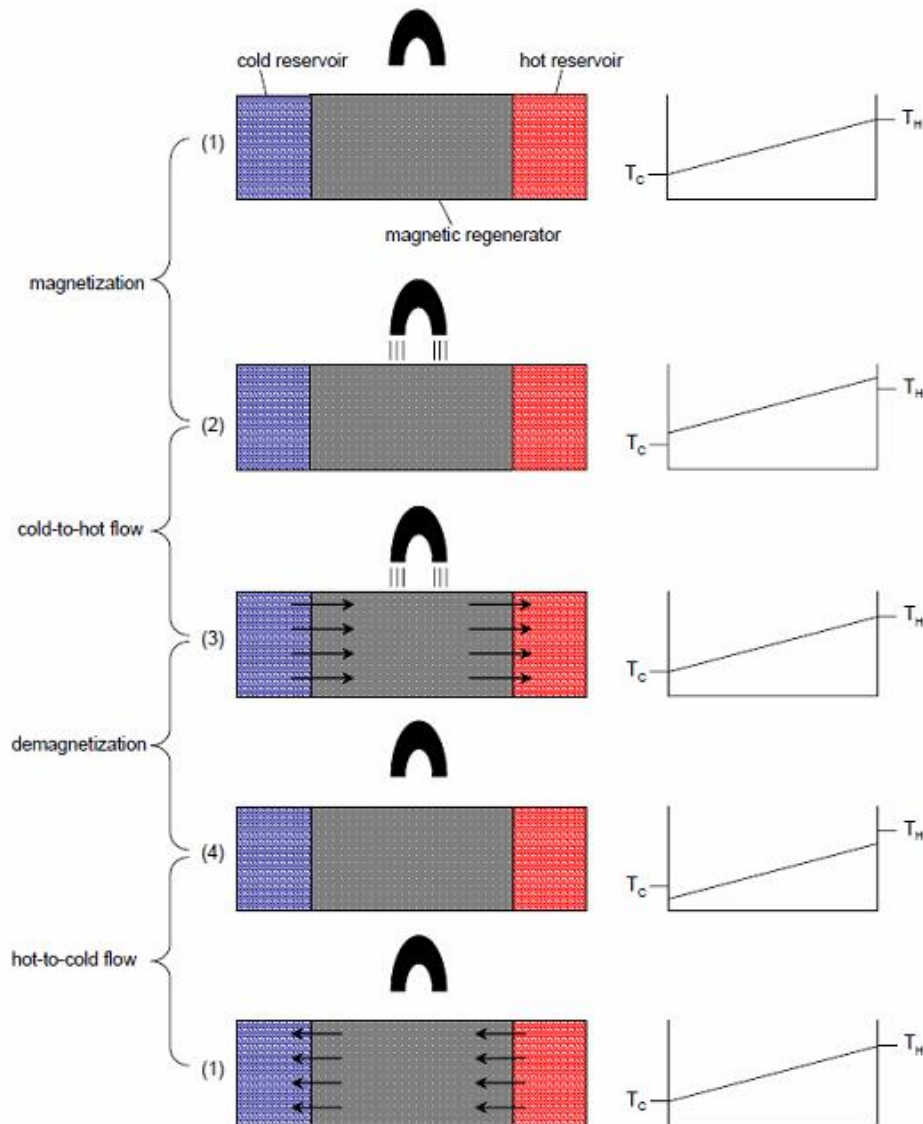 cold reservoir
hot reservoir
(1)
T_H
T_C
magnetic regenerator
magnetization
(2)
T_H
T_C
cold-to-hot flow
(3)
T_H
T_C
demagnetization
(4)
T_H
T_C
hot-to-cold flow
(1)
T_H
T_C